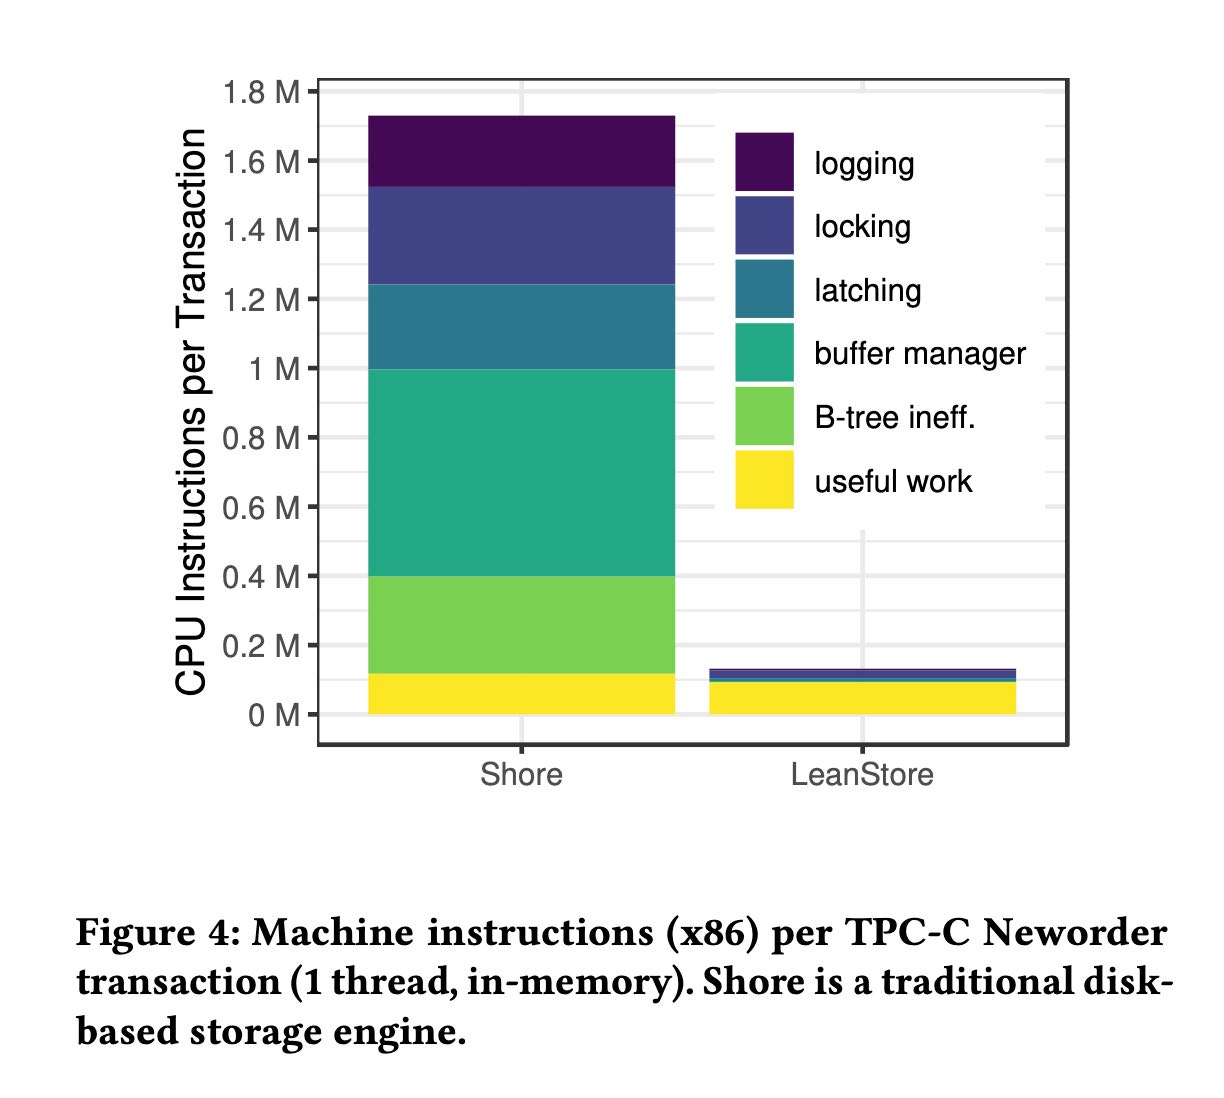 CPU Instructions per Transaction
1.8 M
1.6 M
1.4 M
1.2 M
1 M
0.8 M
0.6 M
0.4 M
0.2 M
0 M
logging
locking
latching
buffer manager
B-tree ineff.
useful work
Shore
LeanStore
Figure 4: Machine instructions (x86) per TPC-C Neworder
transaction (1 thread, in-memory). Shore is a traditional disk-
based storage engine.